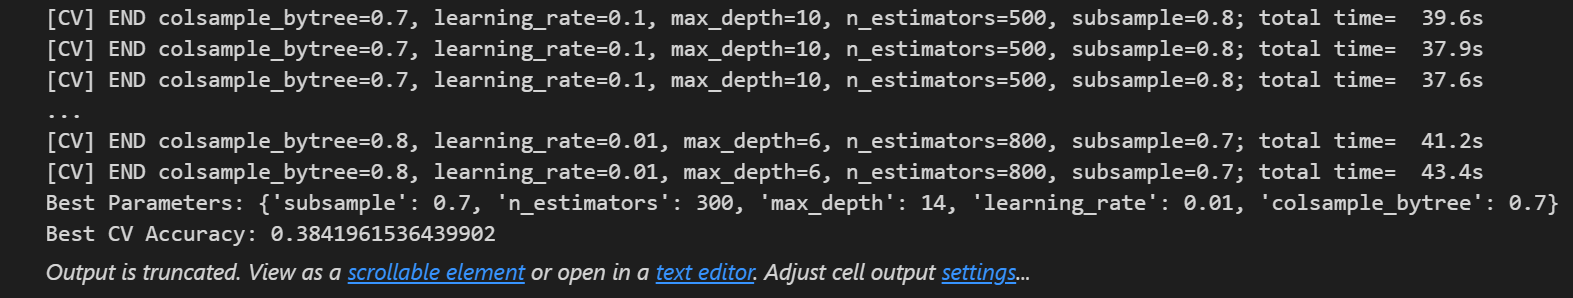 [CV] END colsample_bytree=0.7, learning_rate=0.1, max_depth=10, n_estimators=500, subsample=0.8; total time=  39.6s
[CV] END colsample_bytree=0.7, learning_rate=0.1, max_depth=10, n_estimators=500, subsample=0.8; total time=  37.9s
[CV] END colsample_bytree=0.7, learning_rate=0.1, max_depth=10, n_estimators=500, subsample=0.8; total time=  37.6s
...
[CV] END colsample_bytree=0.8, learning_rate=0.01, max_depth=6, n_estimators=800, subsample=0.7; total time=  41.2s
[CV] END colsample_bytree=0.8, learning_rate=0.01, max_depth=6, n_estimators=800, subsample=0.7; total time=  43.4s
Best Parameters: {'subsample': 0.7, 'n_estimators': 300, 'max_depth': 14, 'learning_rate': 0.01, 'colsample_bytree': 0.7}
Best CV Accuracy: 0.3841961536439902
Output is truncated. View as a scrollable element or open in a text editor. Adjust cell output settings...